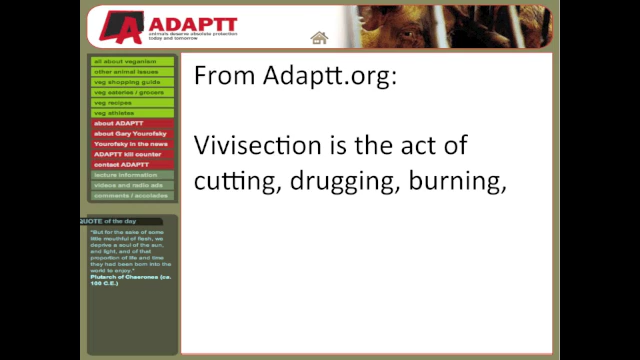 ADAPTT
animals deserve absolute protection
today and tomorrow
all about veganism
other animal issues
veg shopping guide
veg eateries / grocers
veg recipes
veg athletes
about ADAPTT
about Gary Yourofsky
Yourofsky in the news
ADAPTT kill counter
contact ADAPTT
lecture information
videos and radio ads
comments / accolades
QUOTE of the day
"But for the sake of some
little mouthful of flesh, we
deprive a soul of the sun,
and light, and of that
proportion of life and time
they had been born into the
world to enjoy."
Plutarch of Chaeronea (ca.
100 C.E.)
From Adaptt.org:
Vivisection is the act of
cutting, drugging, burning,